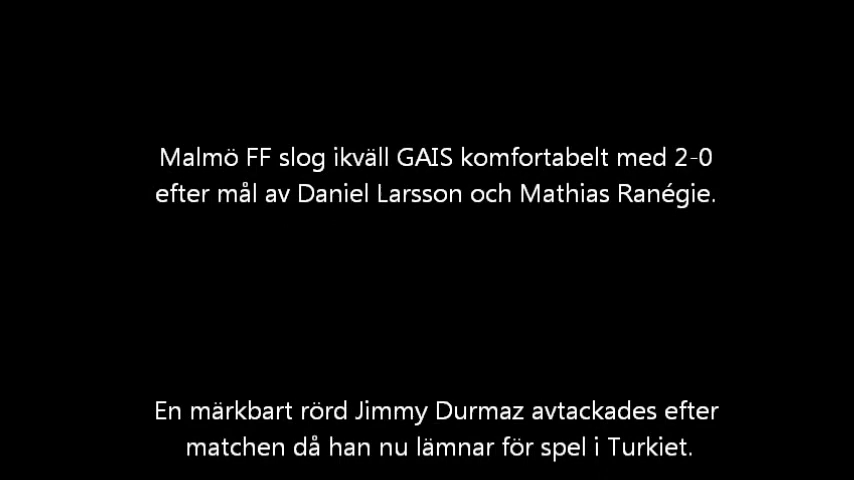 Malmö FF slog ikväll GAIS komfortabelt med 2-0
efter mål av Daniel Larsson och Mathias Ranégie.
En märkbart rörd Jimmy Durmaz avtackades efter
matchen då han nu lämnar för spel i Turkiet.